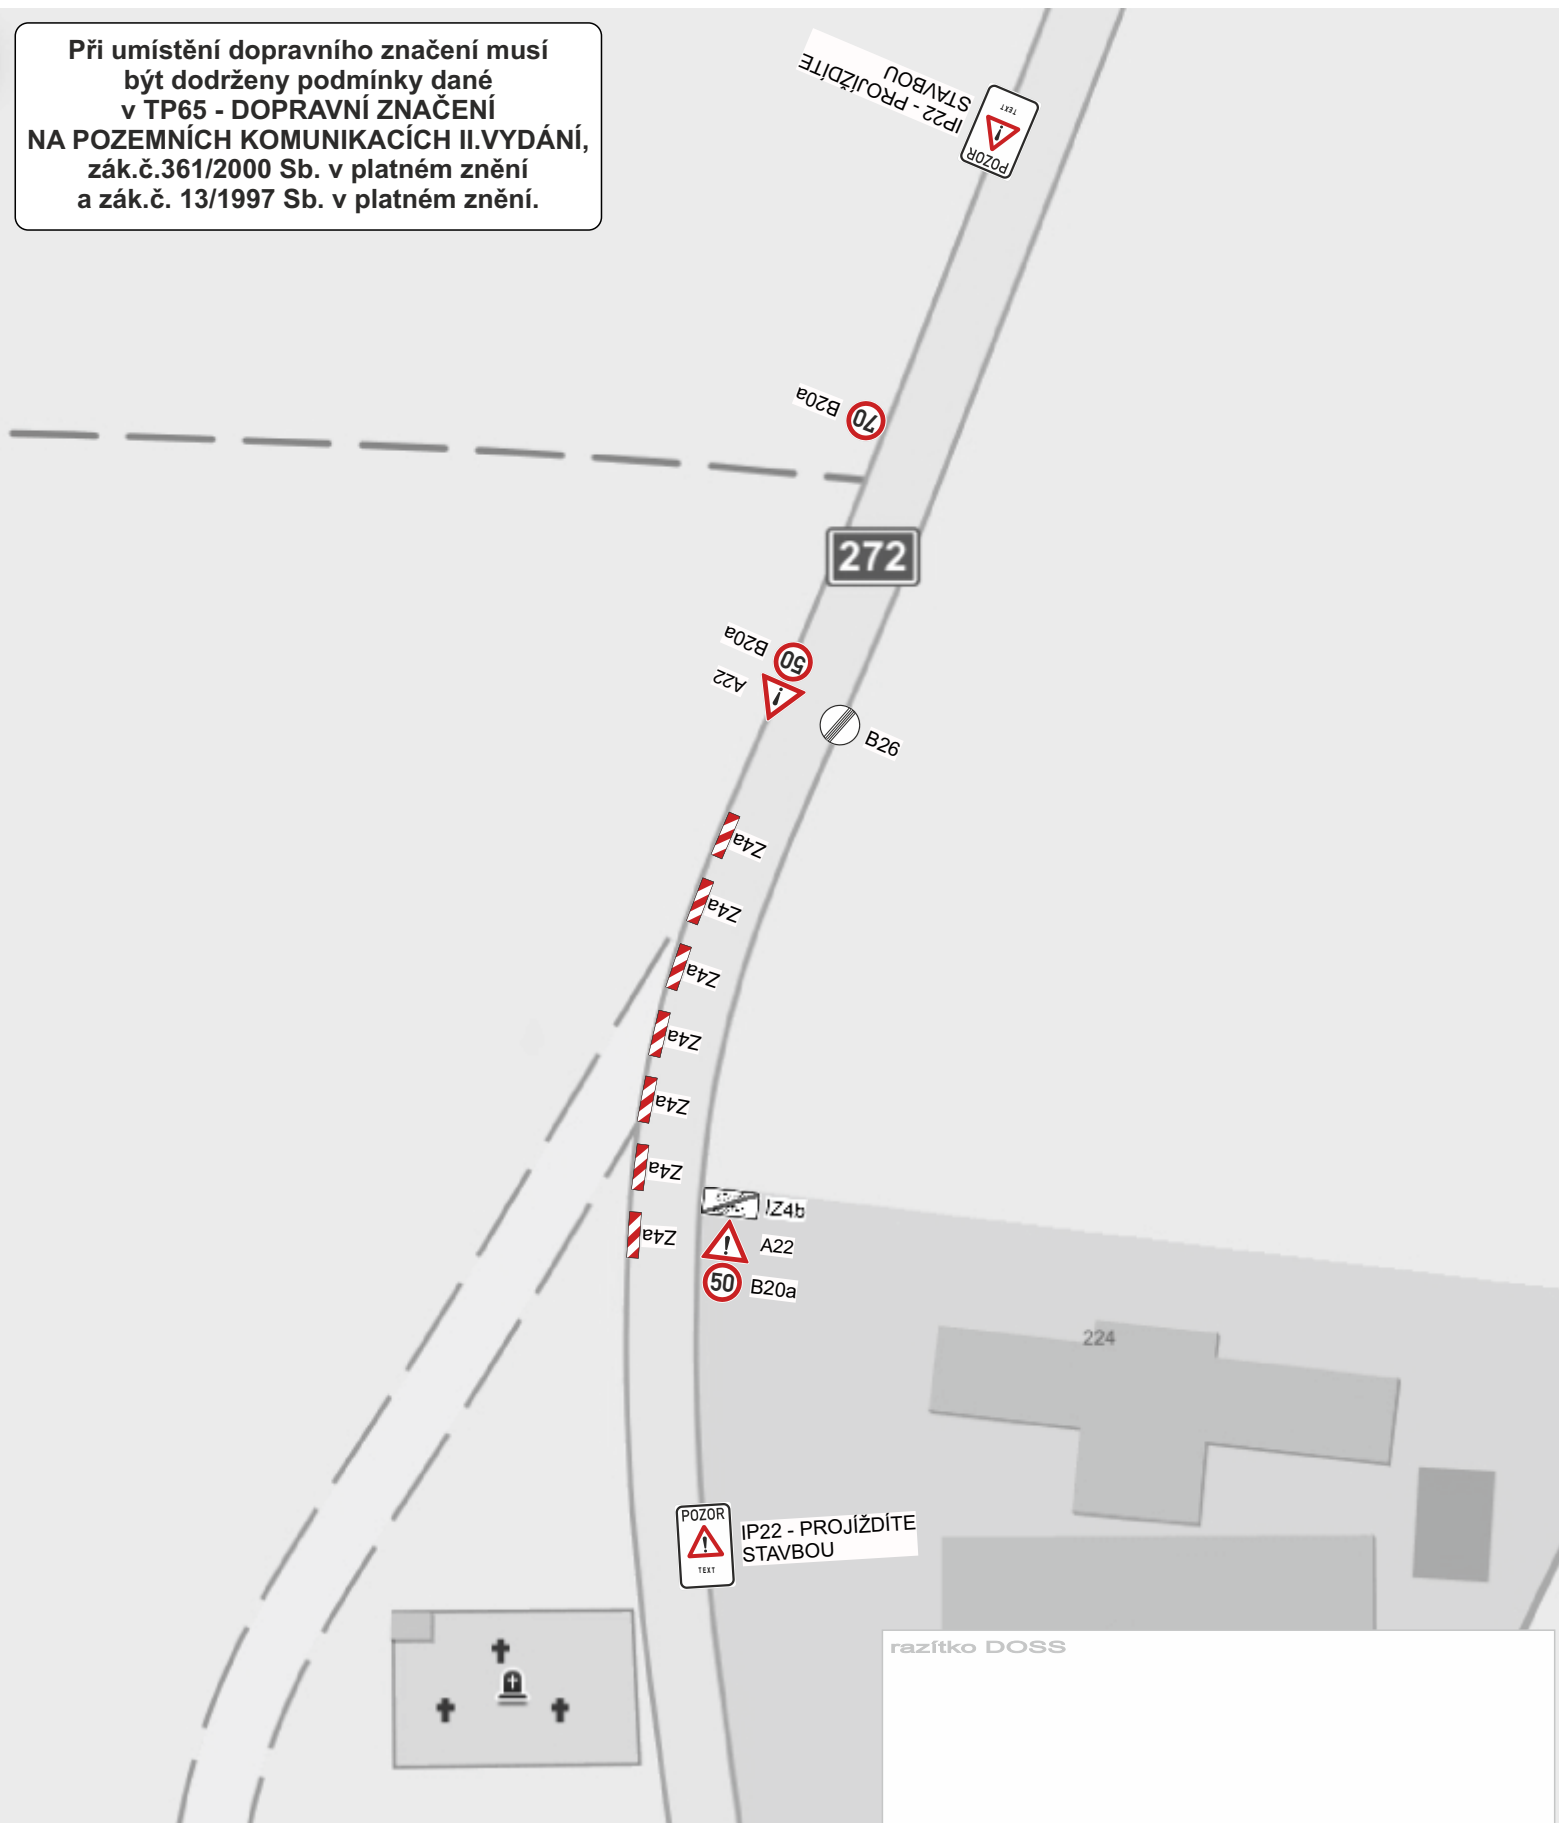 Při umístění dopravního značení musí
být dodrženy podmínky dané
v TP65 - DOPRAVNÍ ZNAČENÍ
NA POZEMNÍCH KOMUNIKACÍCH II.VYDÁNÍ,
zák.č.361/2000 Sb. v platném znění
a zák.č. 13/1997 Sb. v platném znění.
IP22 - PROJÍŽDÍTE
STAVBOU
POZOR
!
TEXT
B20a
70
272
B20a
50
A22
!
B26
Z4a
Z4a
Z4a
Z4a
Z4a
Z4a
Z4a
IZ4b
!
A22
50
B20a
224
POZOR
!
TEXT
IP22 - PROJÍŽDÍTE
STAVBOU
razítko DOSS